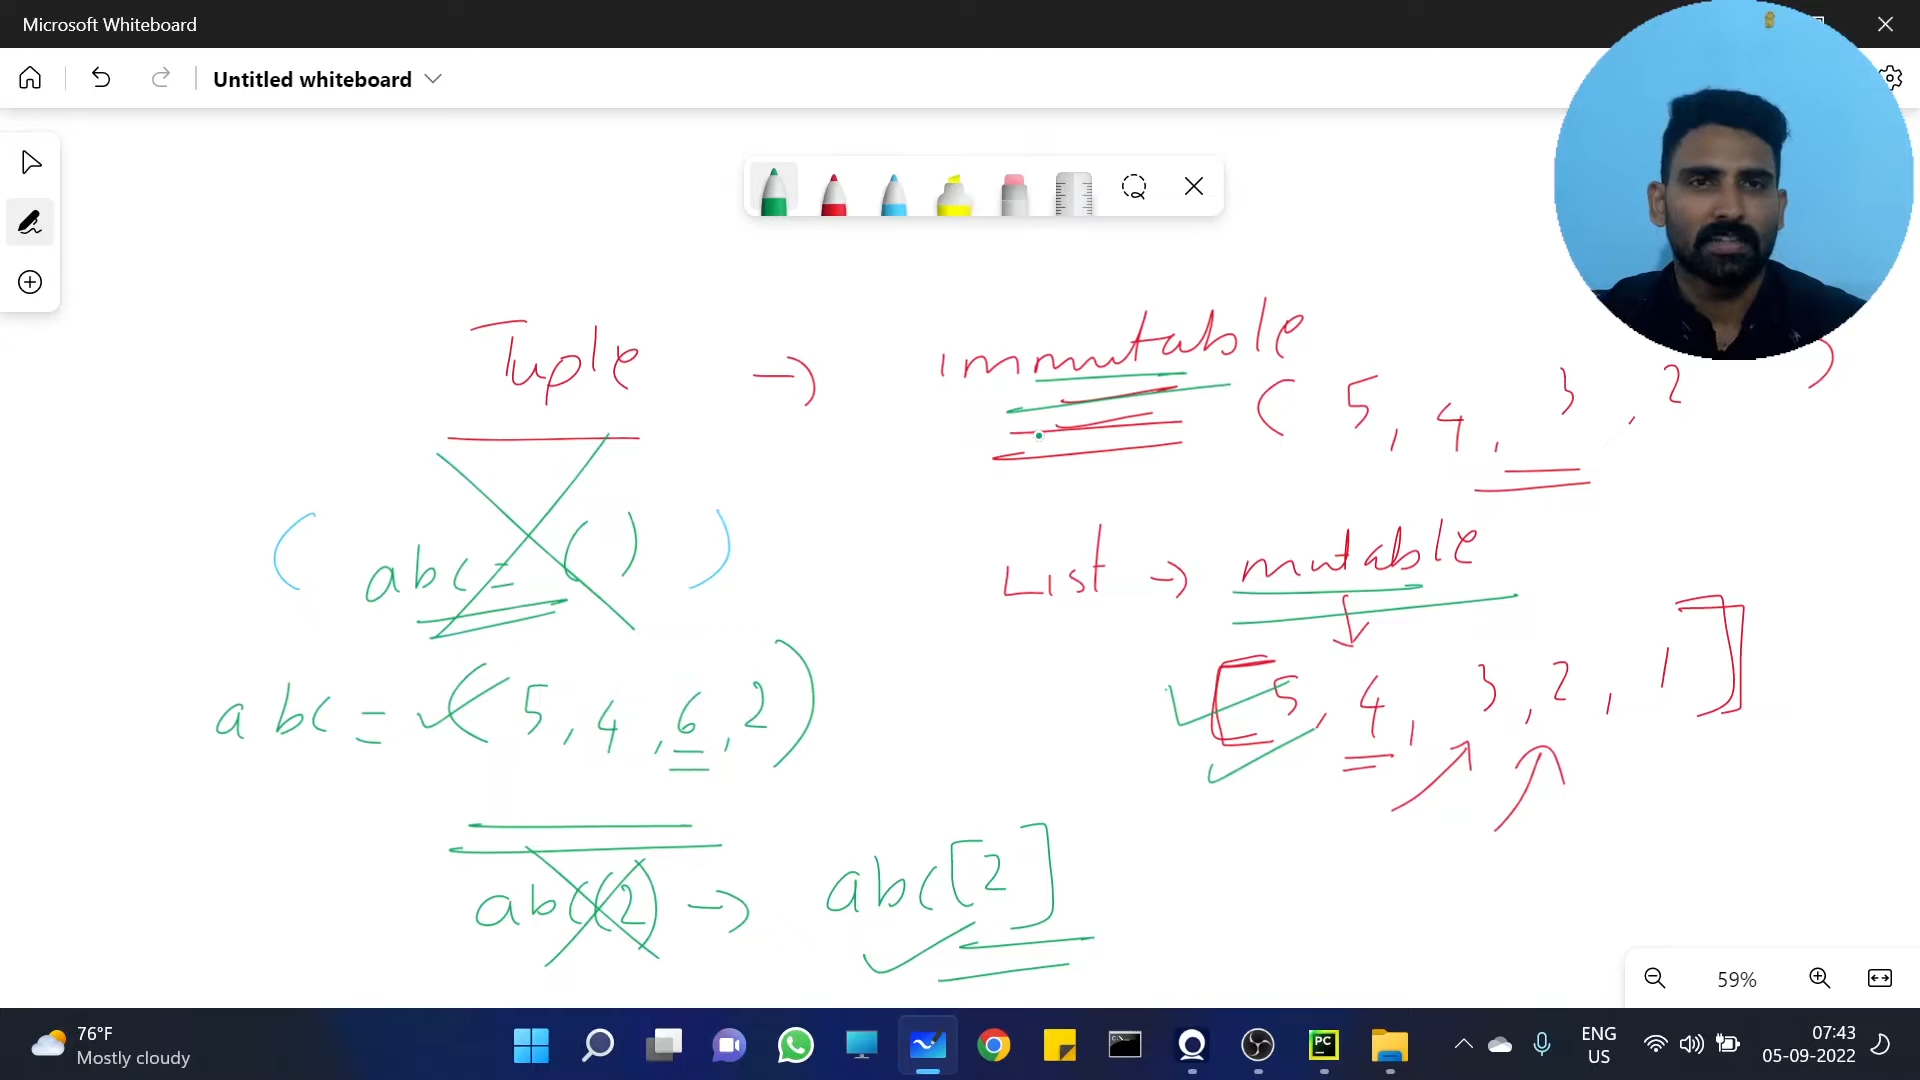 Microsoft Whiteboard
Untitled whiteboard
Tuple → immutable
( 5, 4, 3, 2 )
( abc = ( ) )
List → mutable
abc = ( 5, 4, 6, 2 )
[ 5, 4, 3, 2, 1 ]
abc(2) → abc[2]
59%
76°F
Mostly cloudy
PC
ENG
US
07:43
05-09-2022